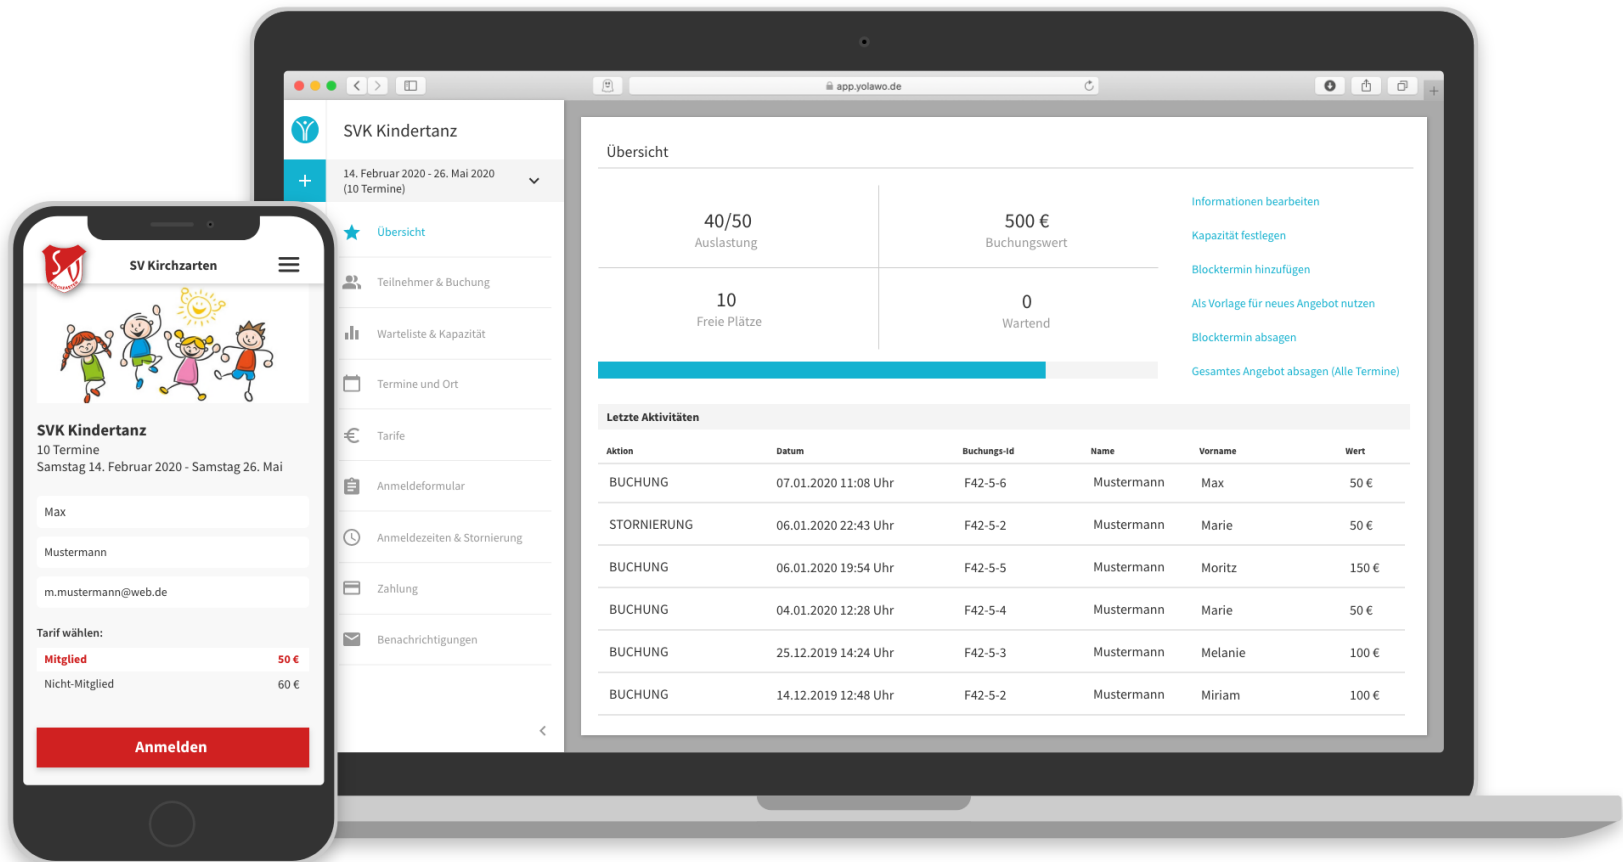 app.yolawo.de
SVK Kindertanz
14. Februar 2020 - 26. Mai 2020
(10 Termine)
Übersicht
Teilnehmer & Buchung
Warteliste & Kapazität
Termine und Ort
Tarife
Anmeldeformular
Anmeldezeiten & Stornierung
Zahlung
Benachrichtigungen
Übersicht
40/50
Auslastung
500 €
Buchungswert
10
Freie Plätze
0
Wartend
Informationen bearbeiten
Kapazität festlegen
Blocktermin hinzufügen
Als Vorlage für neues Angebot nutzen
Blocktermin absagen
Gesamtes Angebot absagen (Alle Termine)
Letzte Aktivitäten
Aktion Datum Buchungs-Id Name Vorname Wert
BUCHUNG 07.01.2020 11:08 Uhr F42-5-6 Mustermann Max 50 €
STORNIERUNG 06.01.2020 22:43 Uhr F42-5-2 Mustermann Marie 50 €
BUCHUNG 06.01.2020 19:54 Uhr F42-5-5 Mustermann Moritz 150 €
BUCHUNG 04.01.2020 12:28 Uhr F42-5-4 Mustermann Marie 50 €
BUCHUNG 25.12.2019 14:24 Uhr F42-5-3 Mustermann Melanie 100 €
BUCHUNG 14.12.2019 12:48 Uhr F42-5-2 Mustermann Miriam 100 €
SV
KIRCHZARTEN
SV Kirchzarten
SVK Kindertanz
10 Termine
Samstag 14. Februar 2020 - Samstag 26. Mai
Max
Mustermann
m.mustermann@web.de
Tarif wählen:
Mitglied 50 €
Nicht-Mitglied 60 €
Anmelden